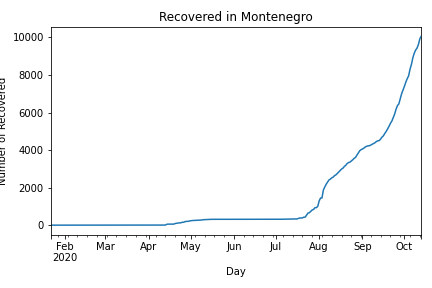 Recovered in Montenegro
Number of Recovered
10000
8000
6000
4000
2000
0
Feb Mar Apr May Jun Jul Aug Sep Oct
2020
Day